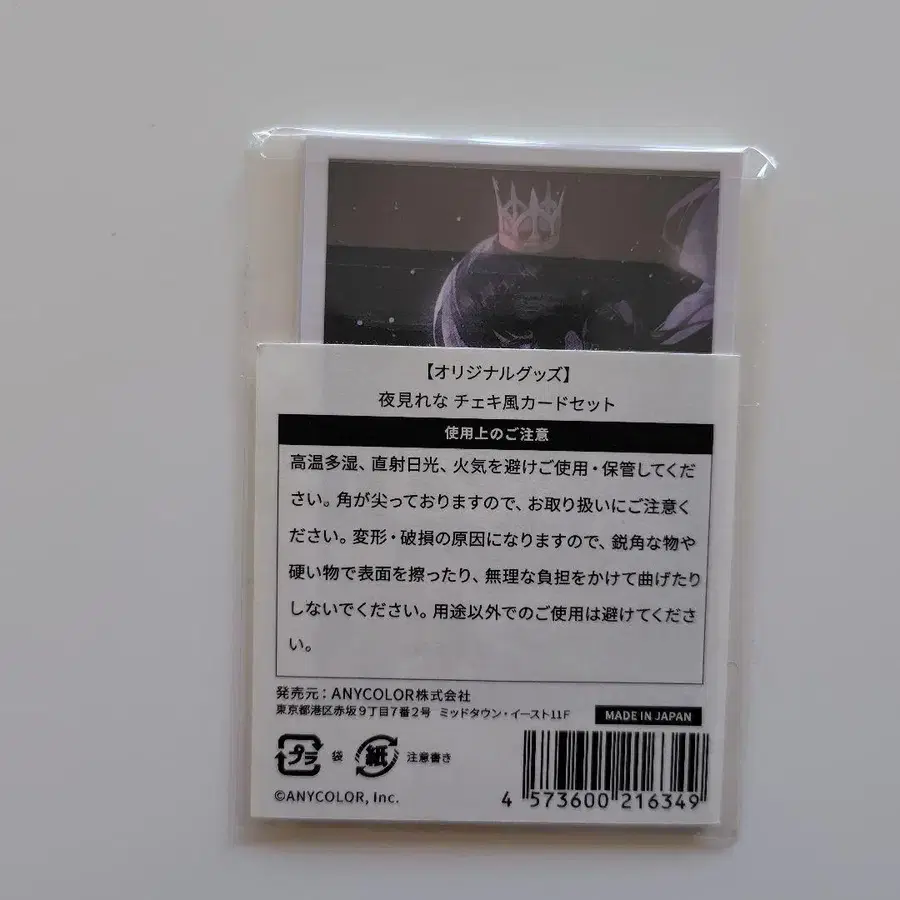 【オリジナルグッズ】
夜見れな チェキ風カードセット
使用上のご注意
高温多湿、直射日光、火気を避けご使用・保管してくだ
さい。角が尖っておりますので、お取り扱いにご注意く
ださい。変形・破損の原因になりますので、鋭角な物や
硬い物で表面を擦ったり、無理な負担をかけて曲げたり
しないでください。用途以外でのご使用は避けてくださ
い。
発売元：ANYCOLOR株式会社
東京都港区赤坂9丁目7番2号 ミッドタウン・イースト11F
MADE IN JAPAN
プラ 袋 紙 注意書き
©ANYCOLOR, Inc.
4 573600 216349